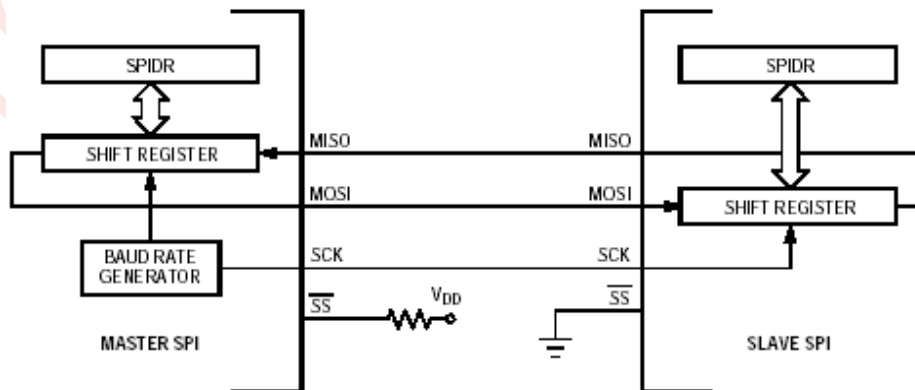 SPIDR
SHIFT REGISTER
BAUD RATE
GENERATOR
MASTER SPI
MISO
MOSI
SCK
SS
VDD
MISO
MOSI
SCK
SS
SPIDR
SHIFT REGISTER
SLAVE SPI